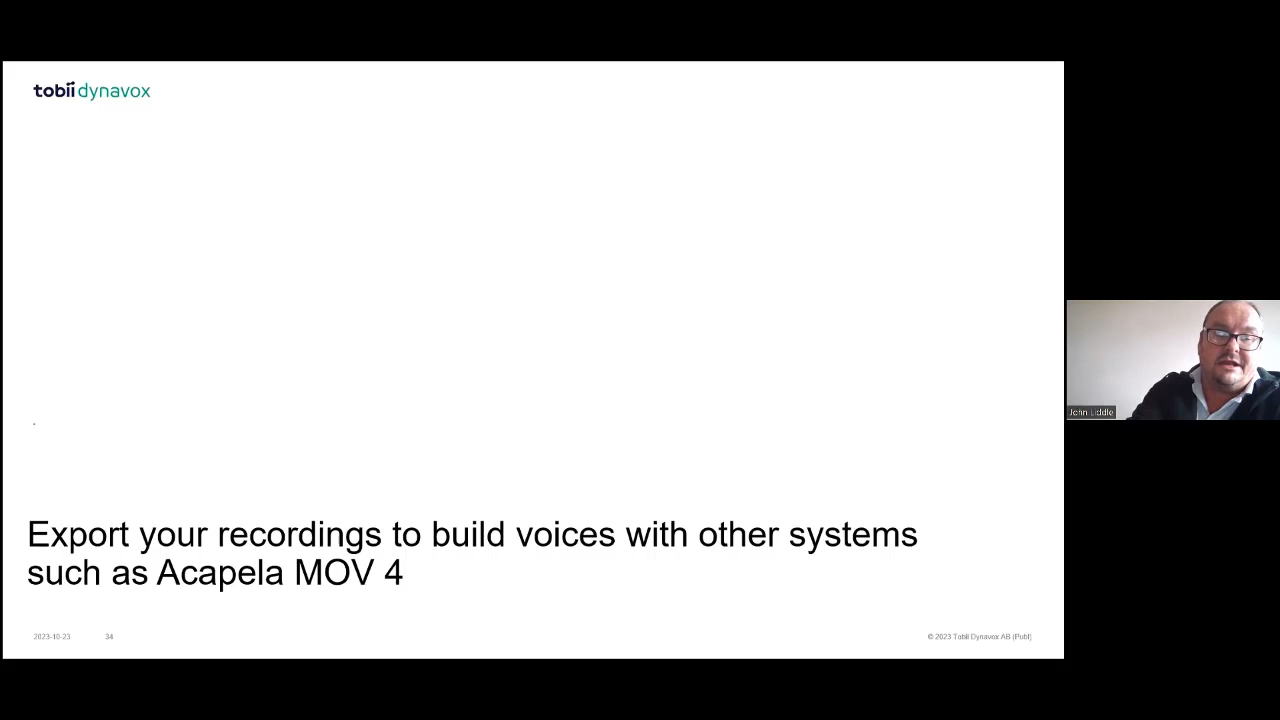 tobii dynavox
Export your recordings to build voices with other systems
such as Acapela MOV 4
2023-10-23 34 © 2023 Tobii Dynavox AB (Publ)
John Liddle